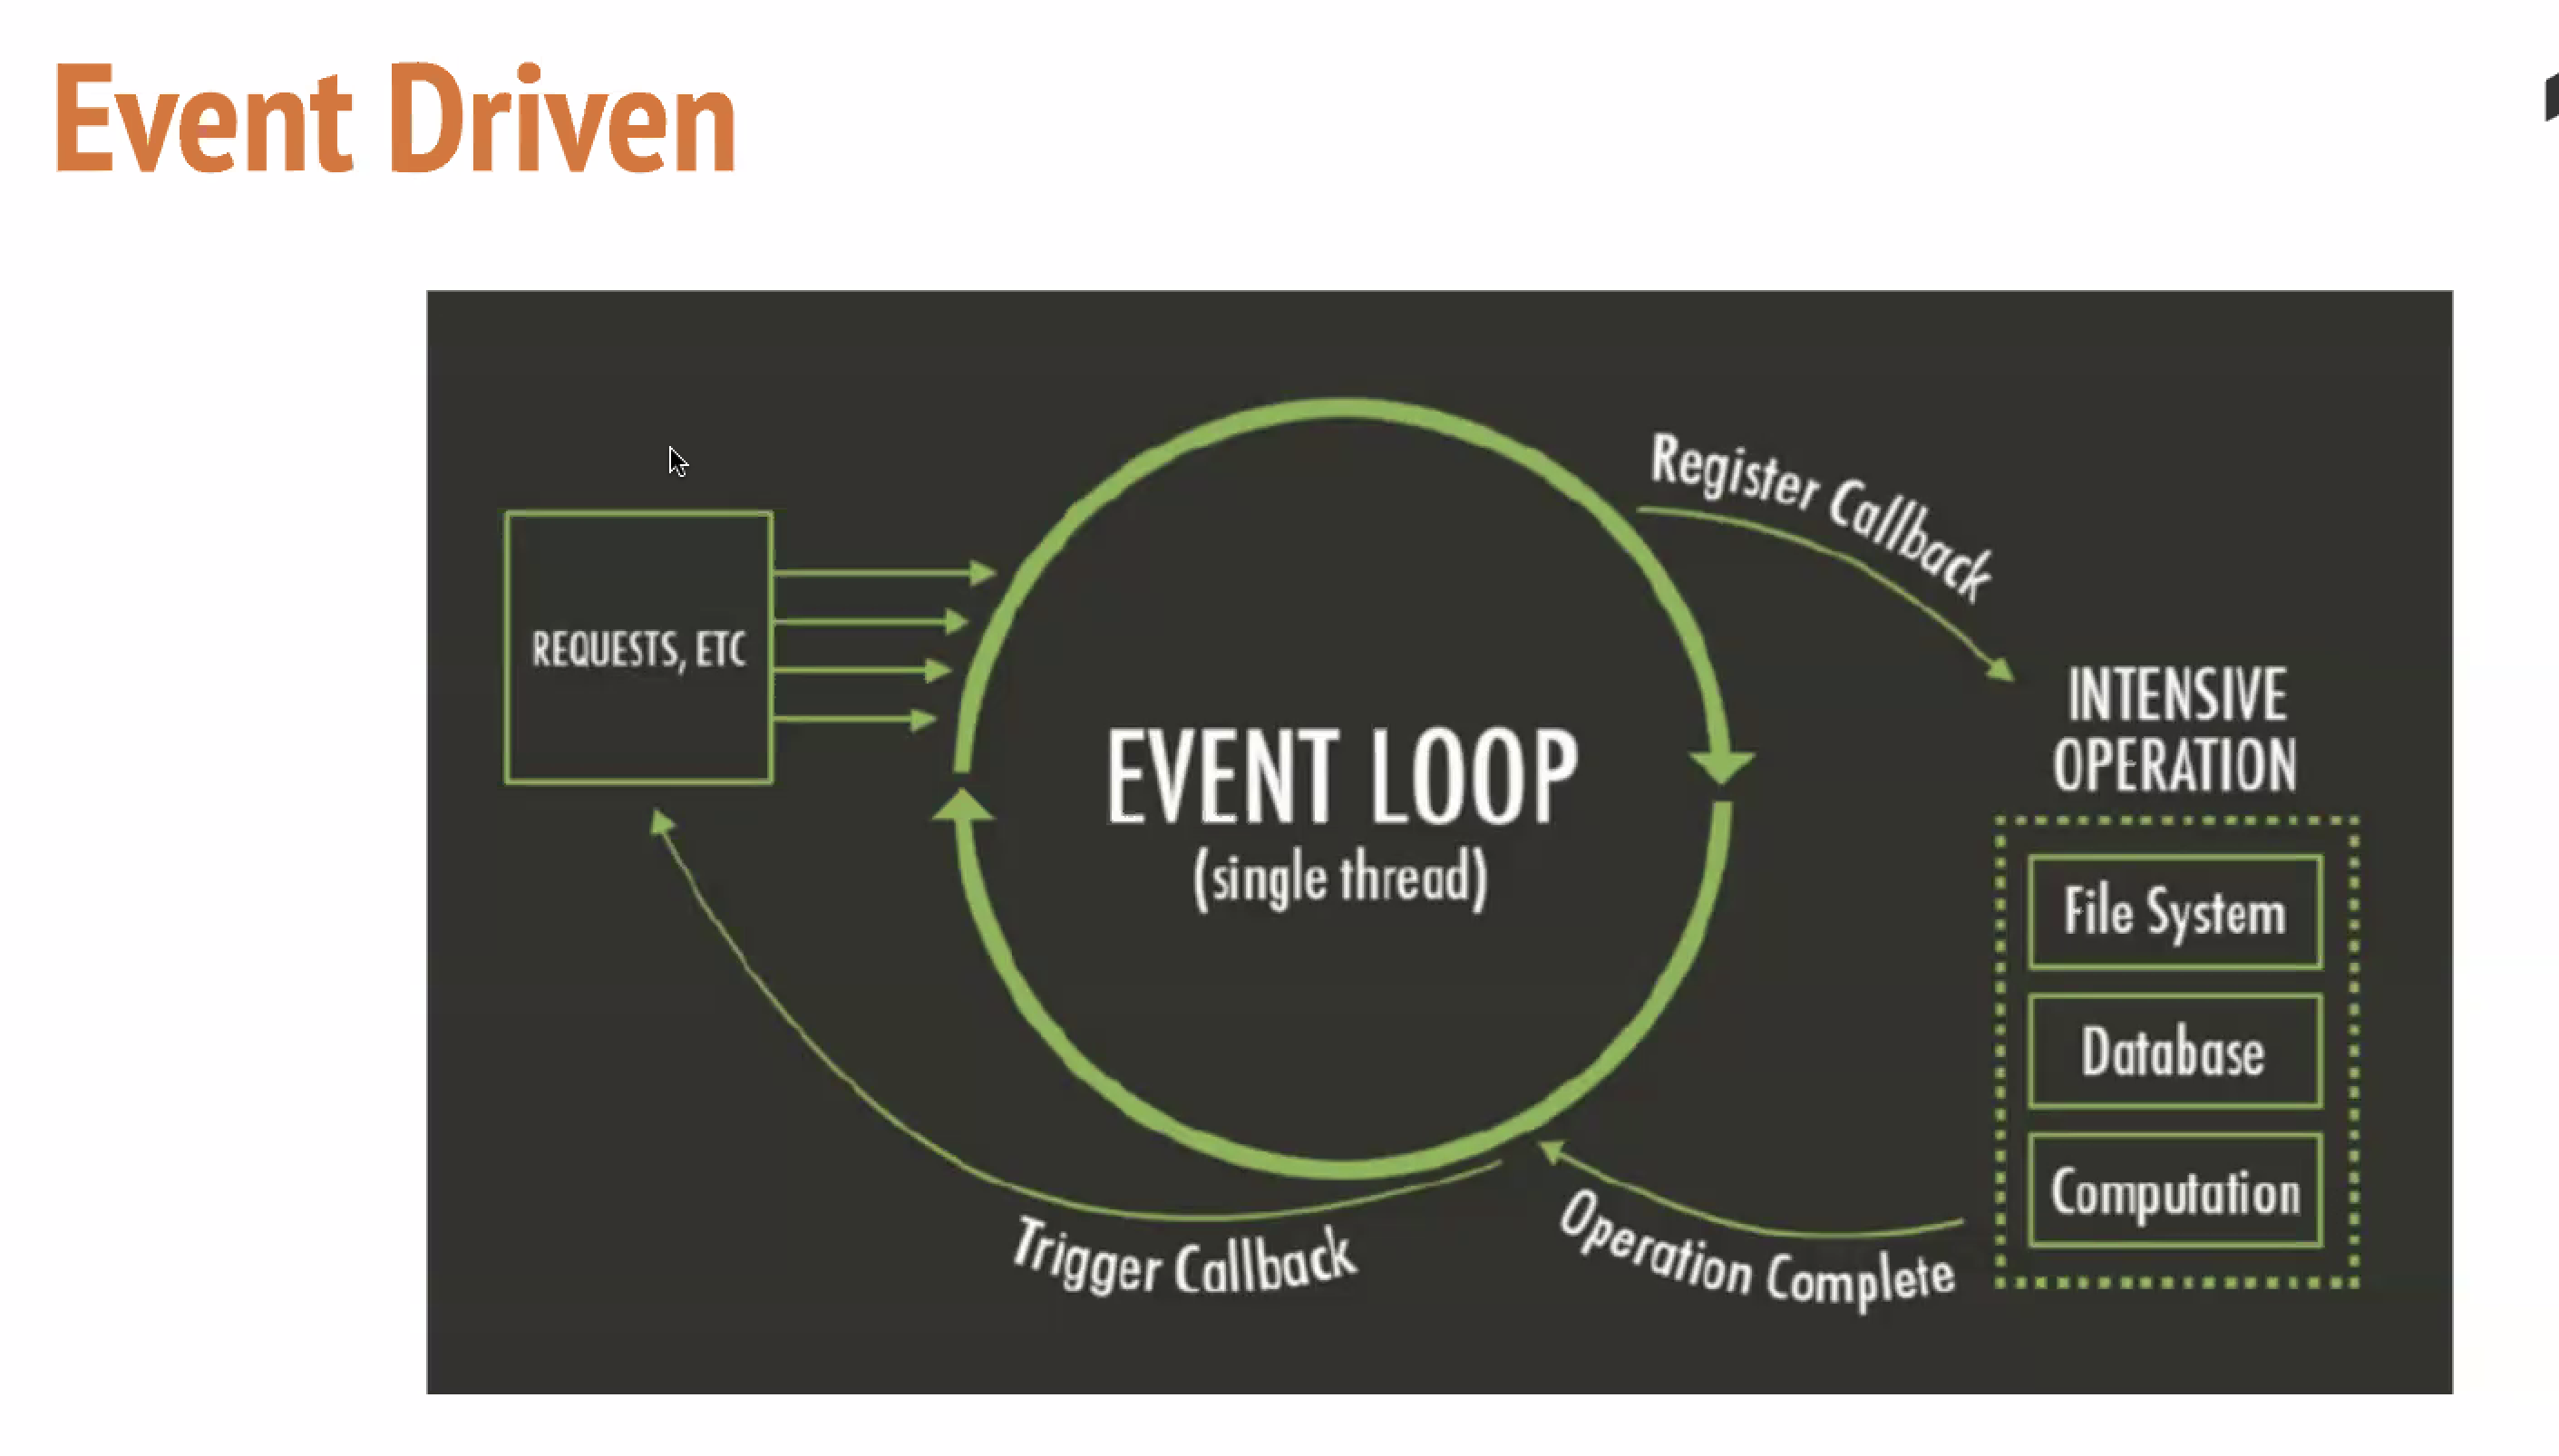 Event Driven
Register Callback
REQUESTS, ETC
EVENT LOOP
(single thread)
INTENSIVE
OPERATION
File System
Database
Computation
Trigger Callback
Operation Complete